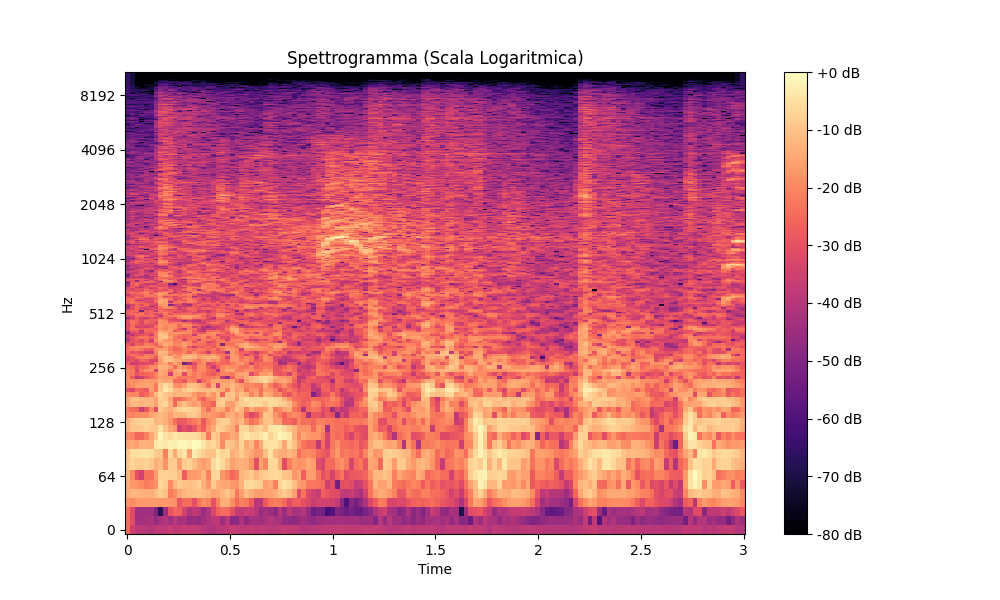 Spettrogramma (Scala Logaritmica)
Hz
8192
4096
2048
1024
512
256
128
64
0
0 0.5 1 1.5 2 2.5 3
Time
+0 dB
-10 dB
-20 dB
-30 dB
-40 dB
-50 dB
-60 dB
-70 dB
-80 dB